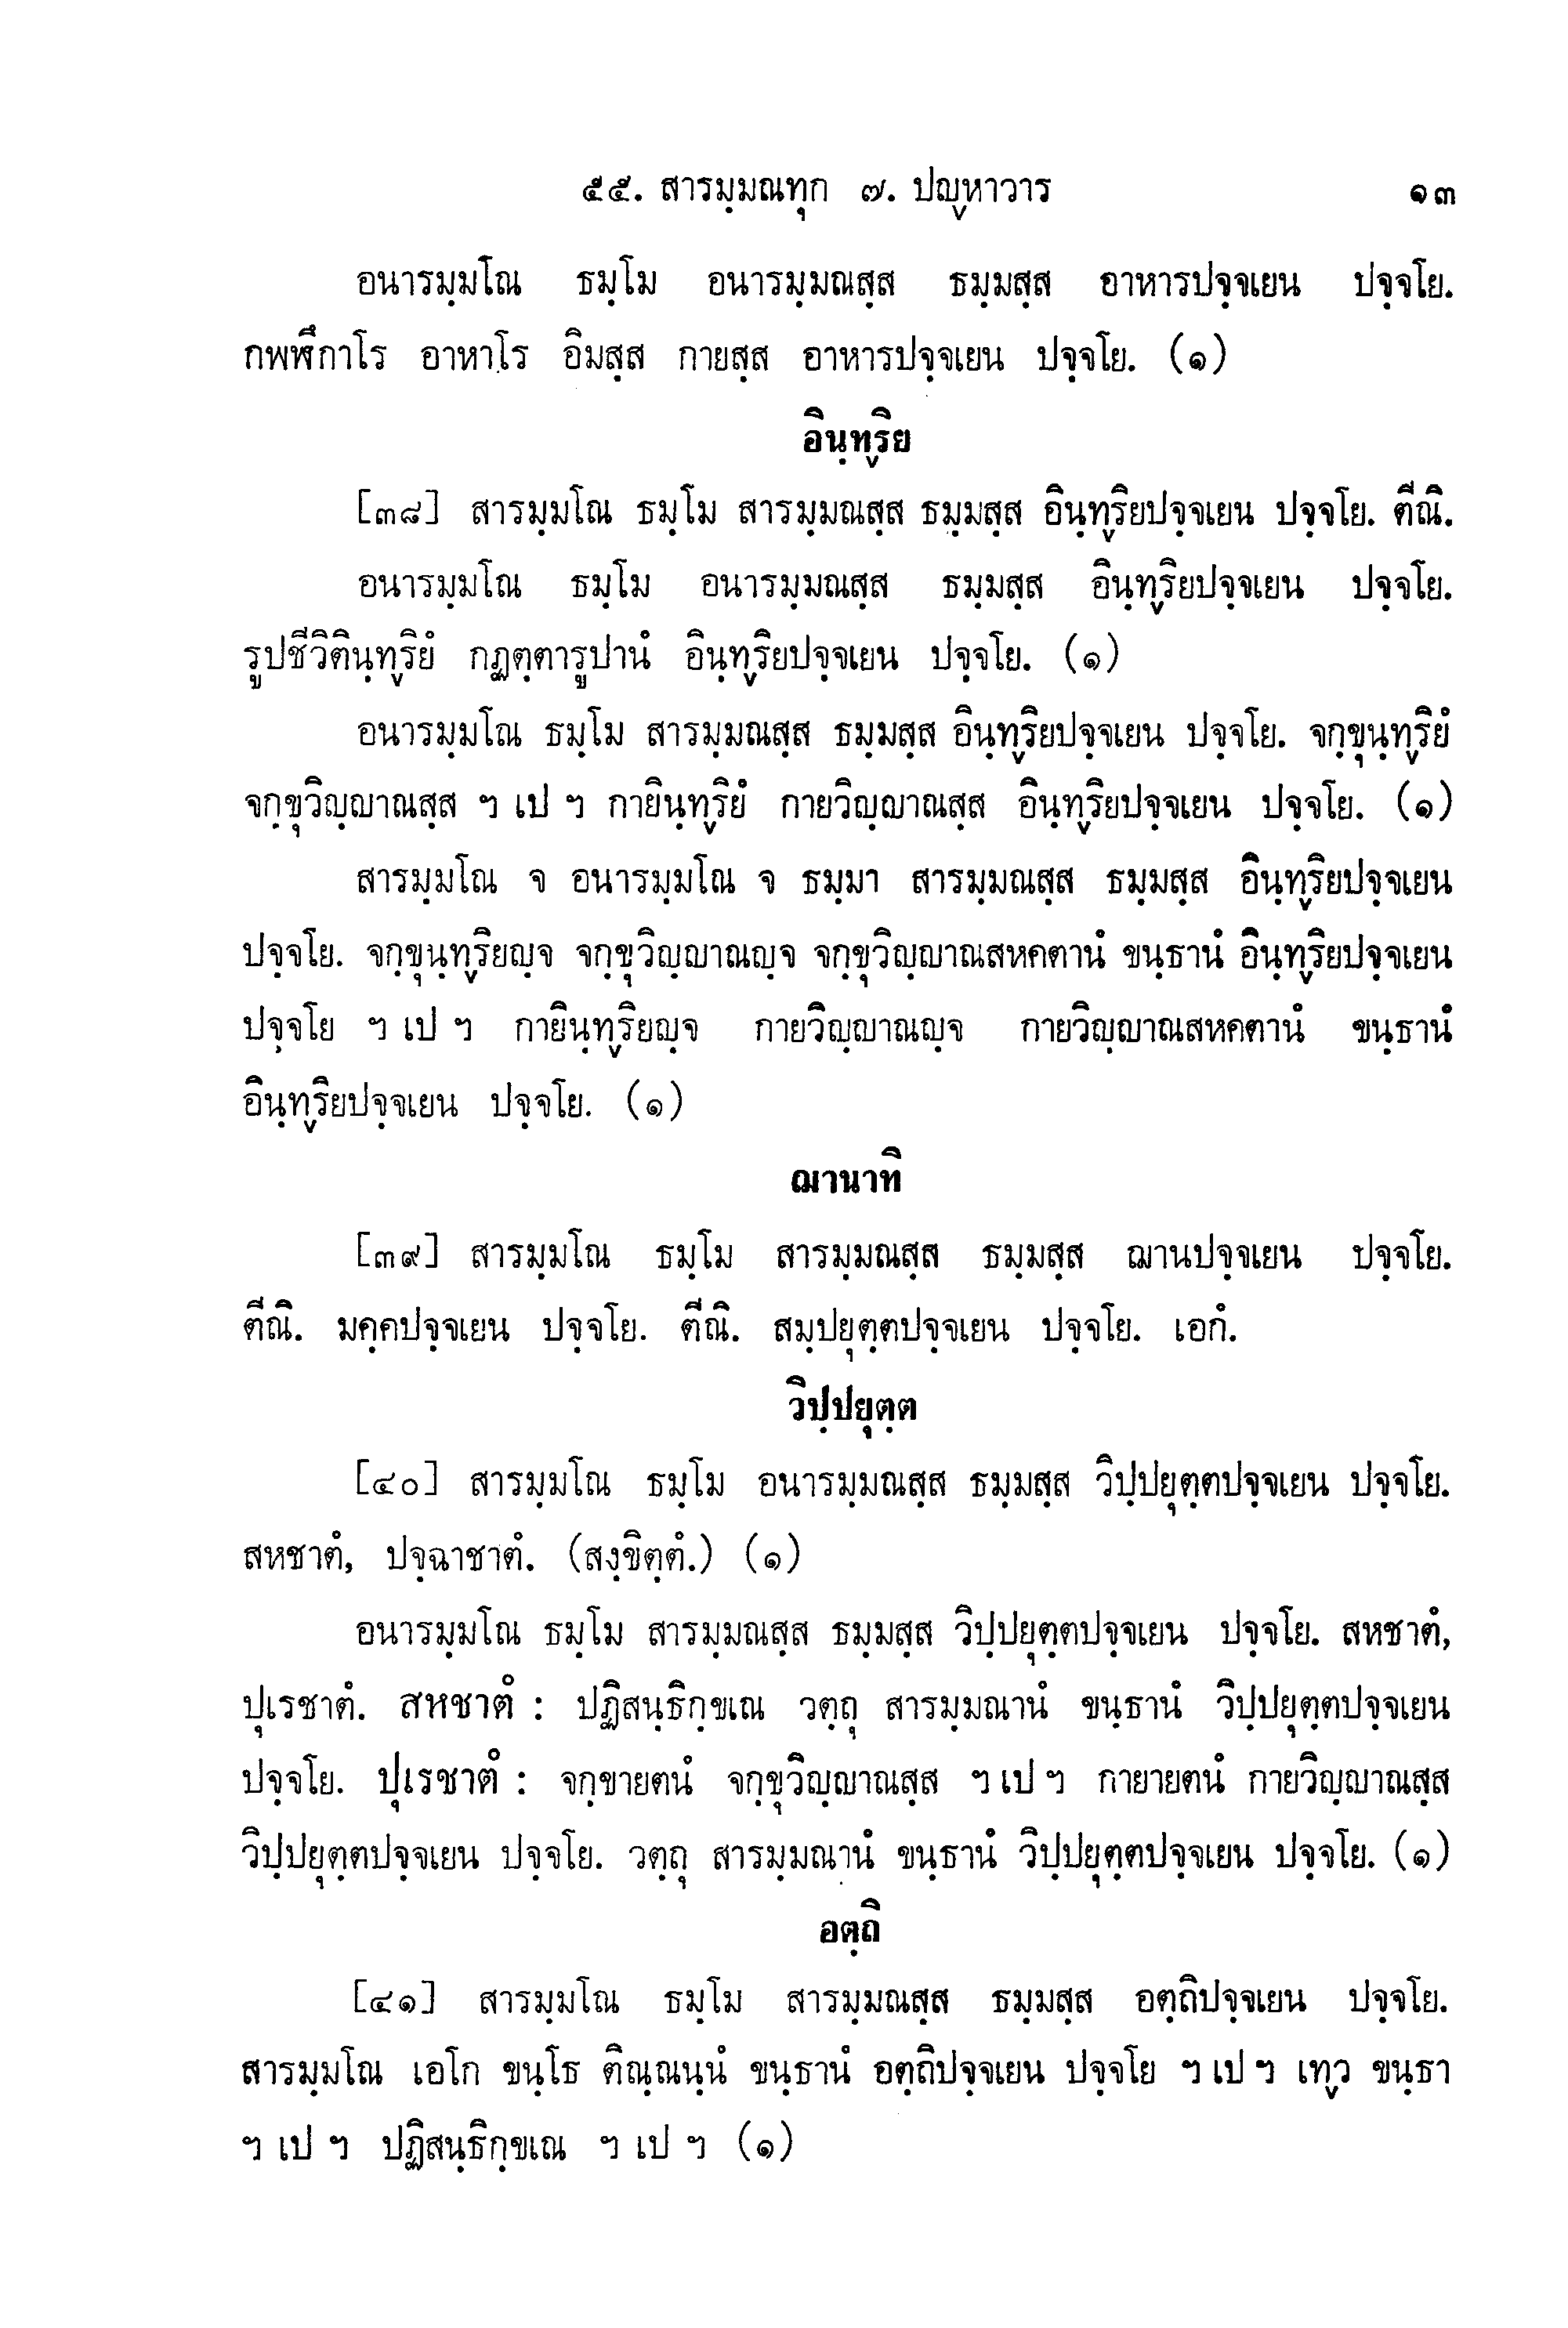 ๕๕. สารมฺมณทุก ๗. ปญฺหาวาร ๑๓
อนารมฺมโณ ธมฺโม อนารมฺมณสฺส ธมฺมสฺส อาหารปจฺจเยน ปจฺจโย.
กพฬีกาโร อาหาโร อิมสฺส กายสฺส อาหารปจฺจเยน ปจฺจโย. (๑)
อินฺทฺริย
[๓๘] สารมฺมโณ ธมฺโม สารมฺมณสฺส ธมฺมสฺส อินฺทฺริยปจฺจเยน ปจฺจโย. ตีณิ.
อนารมฺมโณ ธมฺโม อนารมฺมณสฺส ธมฺมสฺส อินฺทฺริยปจฺจเยน ปจฺจโย.
รูปชีวิตินฺทฺริยํ กฏตฺตารูปานํ อินฺทฺริยปจฺจเยน ปจฺจโย. (๑)
อนารมฺมโณ ธมฺโม สารมฺมณสฺส ธมฺมสฺส อินฺทฺริยปจฺจเยน ปจฺจโย. จกฺขุนฺทฺริยํ
จกฺขุวิญฺญาณสฺส ฯ เป ฯ กายินฺทฺริยํ กายวิญฺญาณสฺส อินฺทฺริยปจฺจเยน ปจฺจโย. (๑)
สารมฺมโณ จ อนารมฺมโณ จ ธมฺมา สารมฺมณสฺส ธมฺมสฺส อินฺทฺริยปจฺจเยน
ปจฺจโย. จกฺขุนฺทฺริยญฺจ จกฺขุวิญฺญาณญฺจ จกฺขุวิญฺญาณสหคตานํ ขนฺธานํ อินฺทฺริยปจฺจเยน
ปจฺจโย ฯ เป ฯ กายินฺทฺริยญฺจ กายวิญฺญาณญฺจ กายวิญฺญาณสหคตานํ ขนฺธานํ
อินฺทฺริยปจฺจเยน ปจฺจโย. (๑)
ฌานาทิ
[๓๙] สารมฺมโณ ธมฺโม สารมฺมณสฺส ธมฺมสฺส ฌานปจฺจเยน ปจฺจโย.
ตีณิ. มคฺคปจฺจเยน ปจฺจโย. ตีณิ. สมฺปยุตฺตปจฺจเยน ปจฺจโย. เอกํ.
วิปฺปยุตฺต
[๔๐] สารมฺมโณ ธมฺโม อนารมฺมณสฺส ธมฺมสฺส วิปฺปยุตฺตปจฺจเยน ปจฺจโย.
สหชาตํ, ปจฺฉาชาตํ. (สงฺขิตฺตํ.) (๑)
อนารมฺมโณ ธมฺโม สารมฺมณสฺส ธมฺมสฺส วิปฺปยุตฺตปจฺจเยน ปจฺจโย. สหชาตํ,
ปุเรชาตํ. สหชาตํ : ปฏิสนฺธิกฺขเณ วตฺถุ สารมฺมณานํ ขนฺธานํ วิปฺปยุตฺตปจฺจเยน
ปจฺจโย. ปุเรชาตํ : จกฺขายตนํ จกฺขุวิญฺญาณสฺส ฯ เป ฯ กายายตนํ กายวิญฺญาณสฺส
วิปฺปยุตฺตปจฺจเยน ปจฺจโย. วตฺถุ สารมฺมณานํ ขนฺธานํ วิปฺปยุตฺตปจฺจเยน ปจฺจโย. (๑)
อตฺถิ
[๔๑] สารมฺมโณ ธมฺโม สารมฺมณสฺส ธมฺมสฺส อตฺถิปจฺจเยน ปจฺจโย.
สารมฺมโณ เอโก ขนฺโธ ติณฺณนฺนํ ขนฺธานํ อตฺถิปจฺจเยน ปจฺจโย ฯ เป ฯ เทฺว ขนฺธา
ฯ เป ฯ ปฏิสนฺธิกฺขเณ ฯ เป ฯ (๑)